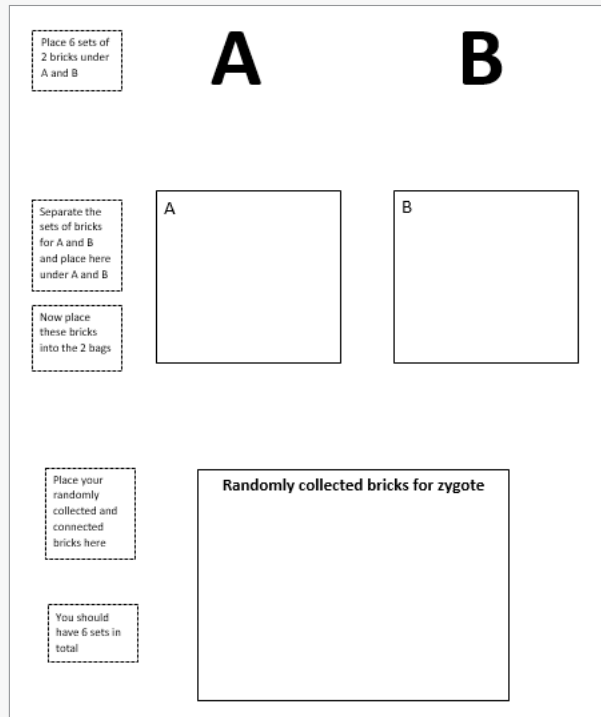 Place 6 sets of
2 bricks under
A and B
A
B
Separate the
sets of bricks
for A and B
and place here
under A and B
A
B
Now place
these bricks
into the 2 bags
Place your
randomly
collected and
connected
bricks here
Randomly collected bricks for zygote
You should
have 6 sets in
total